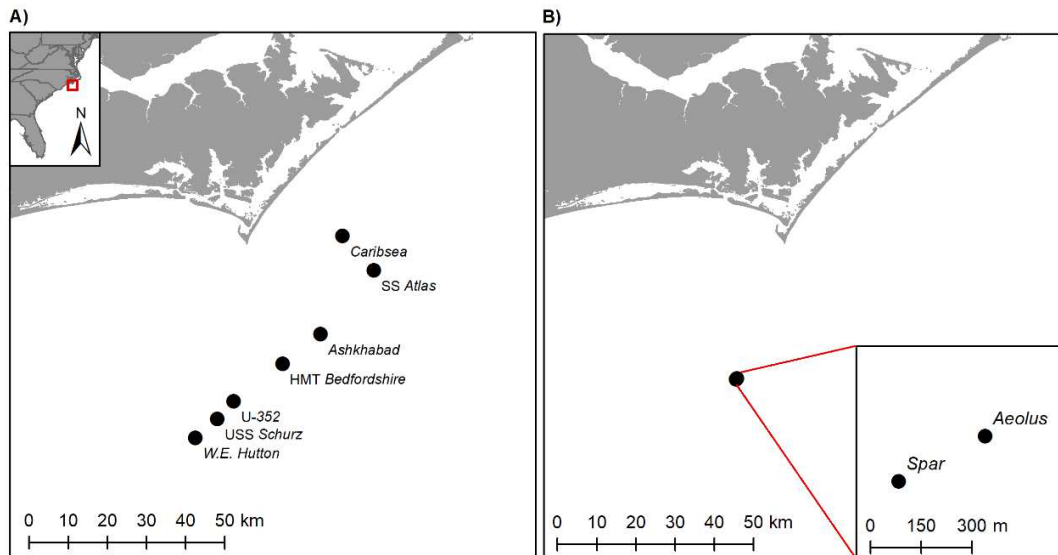 A)
N
Caribsea
SS Atlas
Ashkhabad
HMT Bedfordshire
U-352
USS Schurz
W.E. Hutton
0 10 20 30 40 50 km
B)
Aeolus
Spar
0 150 300 m
0 10 20 30 40 50 km